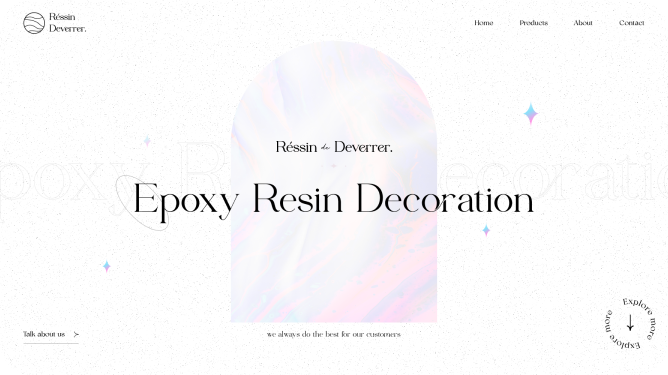 Réssin
Deverrer.
Home
Products
About
Contact
Réssin de Deverrer.
Epoxy Resin Decoration
Talk about us
we always do the best for our customers
Explore more
Explore more